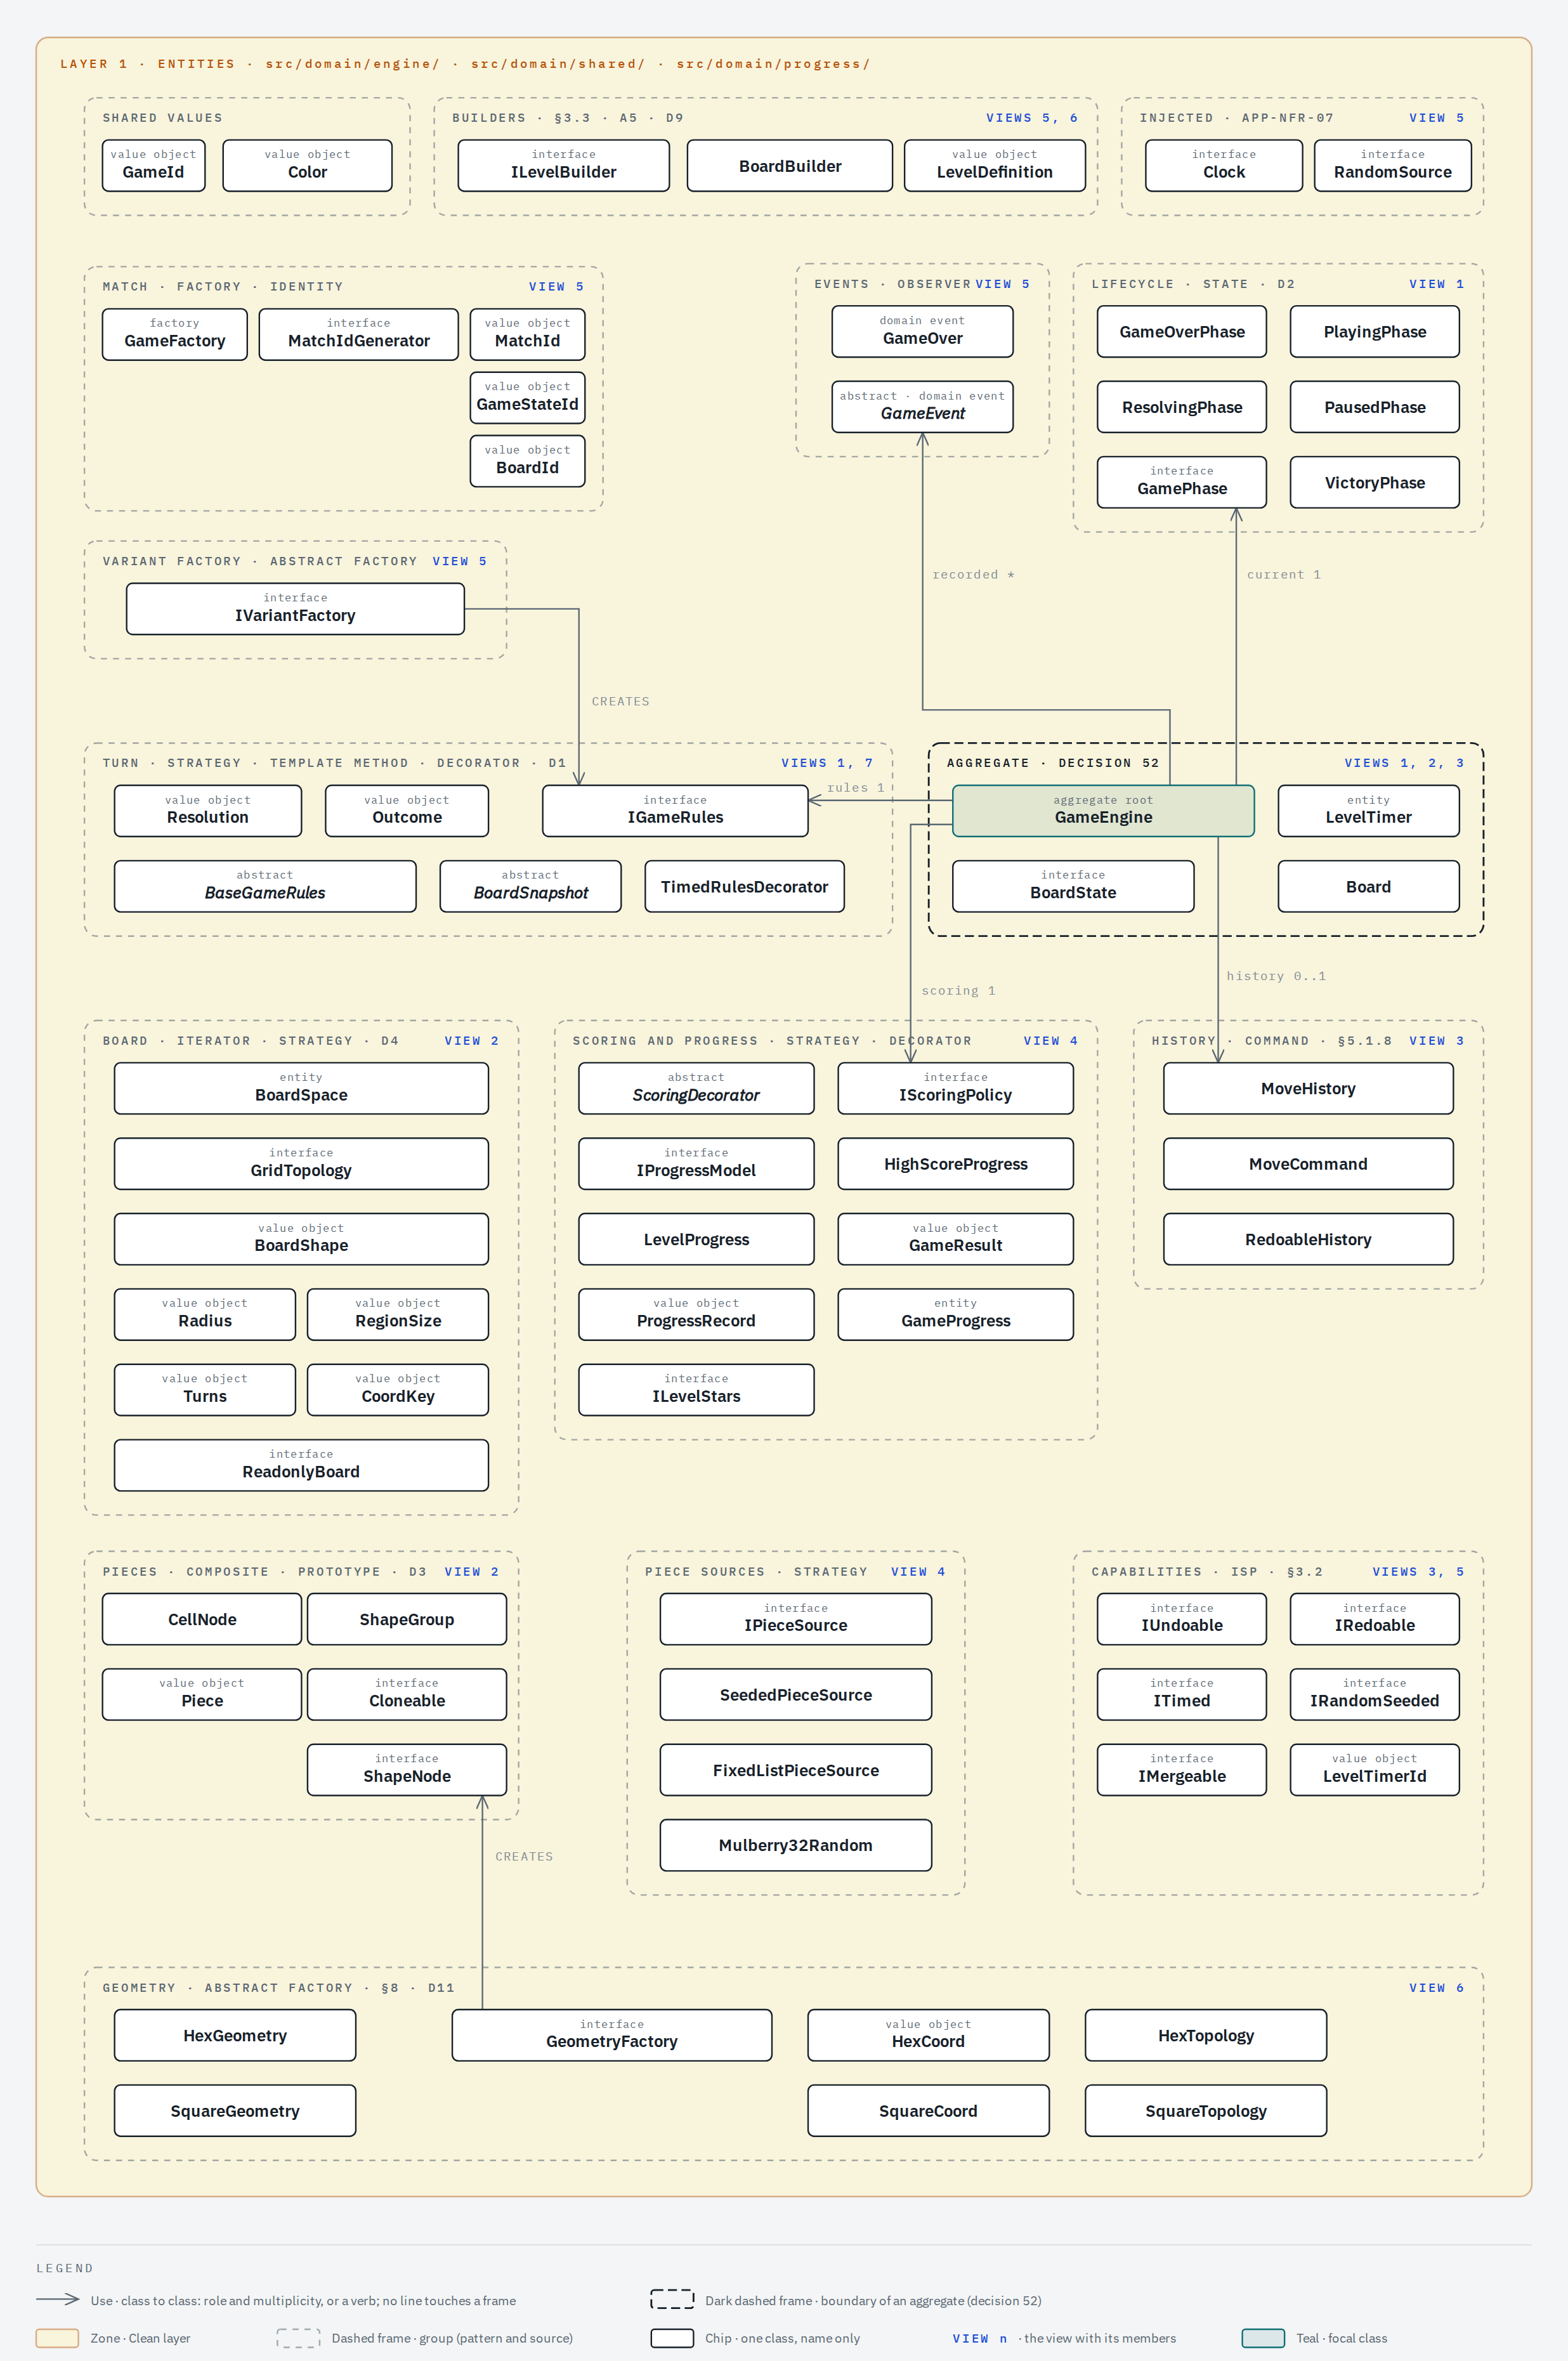 LAYER 1 · ENTITIES · src/domain/engine/ · src/domain/shared/ · src/domain/progress/
SHARED VALUES
value object
GameId
value object
Color
BUILDERS · §3.3 · A5 · D9
VIEWS 5, 6
interface
ILevelBuilder
BoardBuilder
value object
LevelDefinition
INJECTED · APP-NFR-07
VIEW 5
interface
Clock
interface
RandomSource
MATCH · FACTORY · IDENTITY
VIEW 5
factory
GameFactory
interface
MatchIdGenerator
value object
MatchId
value object
GameStateId
value object
BoardId
EVENTS · OBSERVER
VIEW 5
domain event
GameOver
abstract · domain event
GameEvent
LIFECYCLE · STATE · D2
VIEW 1
GameOverPhase
PlayingPhase
ResolvingPhase
PausedPhase
interface
GamePhase
VictoryPhase
VARIANT FACTORY · ABSTRACT FACTORY
VIEW 5
interface
IVariantFactory
recorded *
current 1
CREATES
TURN · STRATEGY · TEMPLATE METHOD · DECORATOR · D1
VIEWS 1, 7
value object
Resolution
value object
Outcome
interface
IGameRules
abstract
BaseGameRules
abstract
BoardSnapshot
TimedRulesDecorator
rules 1
AGGREGATE · DECISION 52
VIEWS 1, 2, 3
aggregate root
GameEngine
entity
LevelTimer
interface
BoardState
Board
scoring 1
history 0..1
BOARD · ITERATOR · STRATEGY · D4
VIEW 2
entity
BoardSpace
interface
GridTopology
value object
BoardShape
value object
Radius
value object
RegionSize
value object
Turns
value object
CoordKey
interface
ReadonlyBoard
SCORING AND PROGRESS · STRATEGY · DECORATOR
VIEW 4
abstract
ScoringDecorator
interface
IScoringPolicy
interface
IProgressModel
HighScoreProgress
LevelProgress
value object
GameResult
value object
ProgressRecord
entity
GameProgress
interface
ILevelStars
HISTORY · COMMAND · §5.1.8
VIEW 3
MoveHistory
MoveCommand
RedoableHistory
PIECES · COMPOSITE · PROTOTYPE · D3
VIEW 2
CellNode
ShapeGroup
value object
Piece
interface
Cloneable
interface
ShapeNode
PIECE SOURCES · STRATEGY
VIEW 4
interface
IPieceSource
SeededPieceSource
FixedListPieceSource
Mulberry32Random
CAPABILITIES · ISP · §3.2
VIEWS 3, 5
interface
IUndoable
interface
IRedoable
interface
ITimed
interface
IRandomSeeded
interface
IMergeable
value object
LevelTimerId
CREATES
GEOMETRY · ABSTRACT FACTORY · §8 · D11
VIEW 6
HexGeometry
interface
GeometryFactory
value object
HexCoord
HexTopology
SquareGeometry
SquareCoord
SquareTopology
LEGEND
Use · class to class: role and multiplicity, or a verb; no line touches a frame
Dark dashed frame · boundary of an aggregate (decision 52)
Zone · Clean layer
Dashed frame · group (pattern and source)
Chip · one class, name only
VIEW n · the view with its members
Teal · focal class